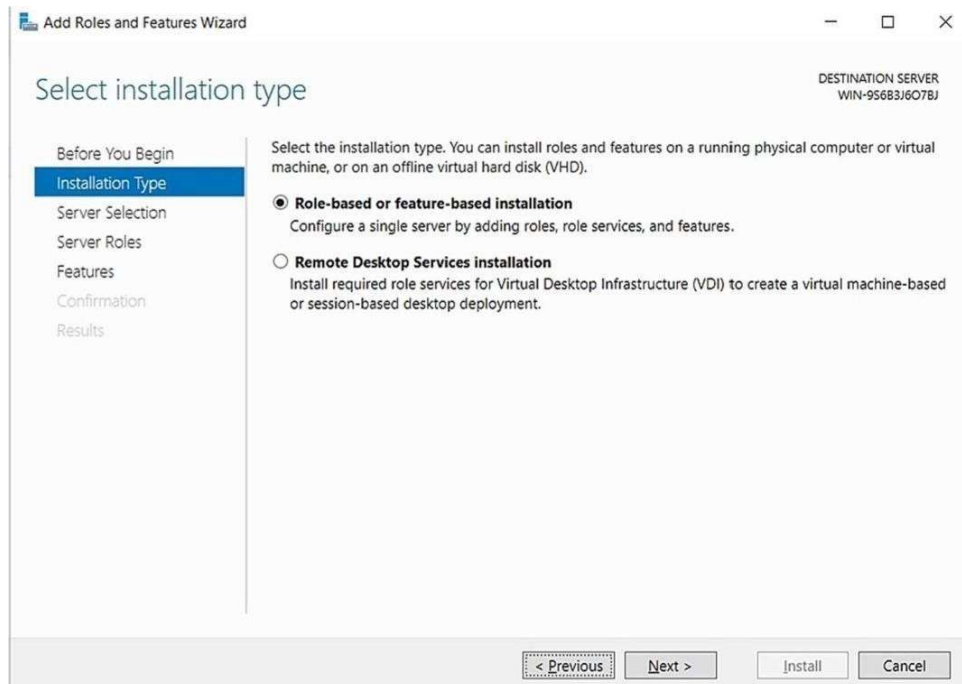 Add Roles and Features Wizard
Select installation type
DESTINATION SERVER
WIN-9S6B3J6O7BJ
Before You Begin
Installation Type
Server Selection
Server Roles
Features
Confirmation
Results
Select the installation type. You can install roles and features on a running physical computer or virtual
machine, or on an offline virtual hard disk (VHD).
Role-based or feature-based installation
Configure a single server by adding roles, role services, and features.
Remote Desktop Services installation
Install required role services for Virtual Desktop Infrastructure (VDI) to create a virtual machine-based
or session-based desktop deployment.
< Previous
Next >
Install
Cancel